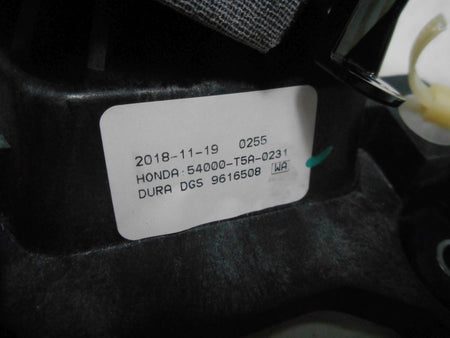 2018-11-19 0255
HONDA·54000-T5A-0231
DURA DGS 9616508 WA